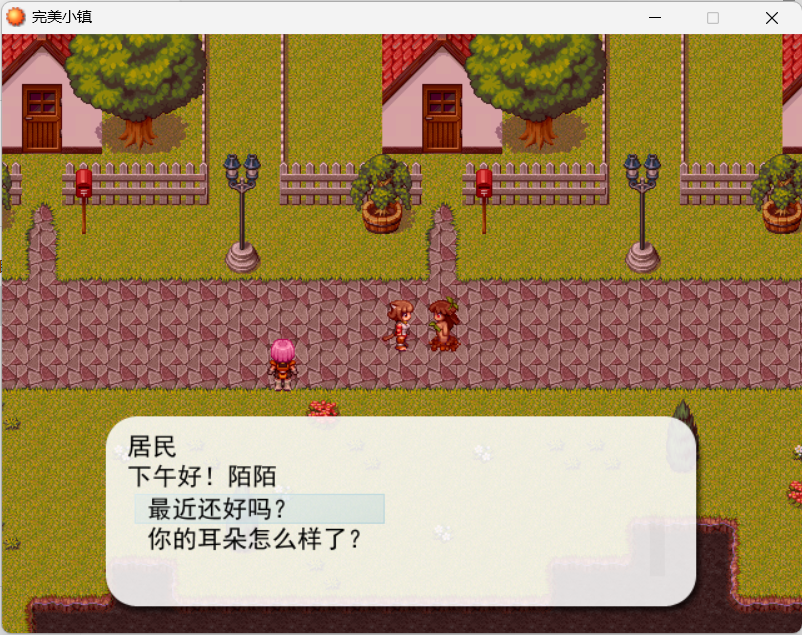 完美小镇
居民
下午好！陌陌
最近还好吗？
你的耳朵怎么样了？